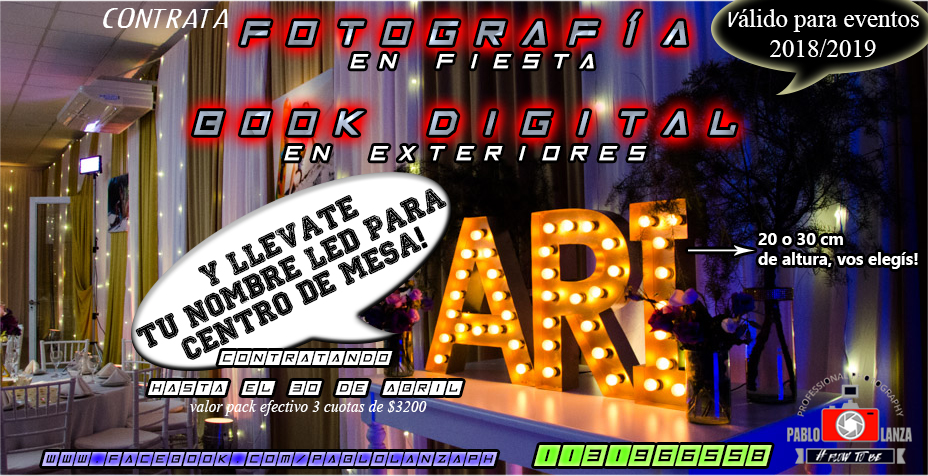 CONTRATA
FOTOGRAFÍA
EN FIESTA
Válido para eventos
2018/2019
BOOK DIGITAL
EN EXTERIORES
Y LLEVATE
TU NOMBRE LED PARA
CENTRO DE MESA!
ART
20 o 30 cm
de altura, vos elegís!
CONTRATANDO
HASTA EL 30 DE ABRIL
valor pack efectivo 3 cuotas de $3200
PROFESSIONAL PHOTOGRAPHY
PABLO LANZA
WWW.FACEBOOK.COM/PABLOLANZAPH
1131966558